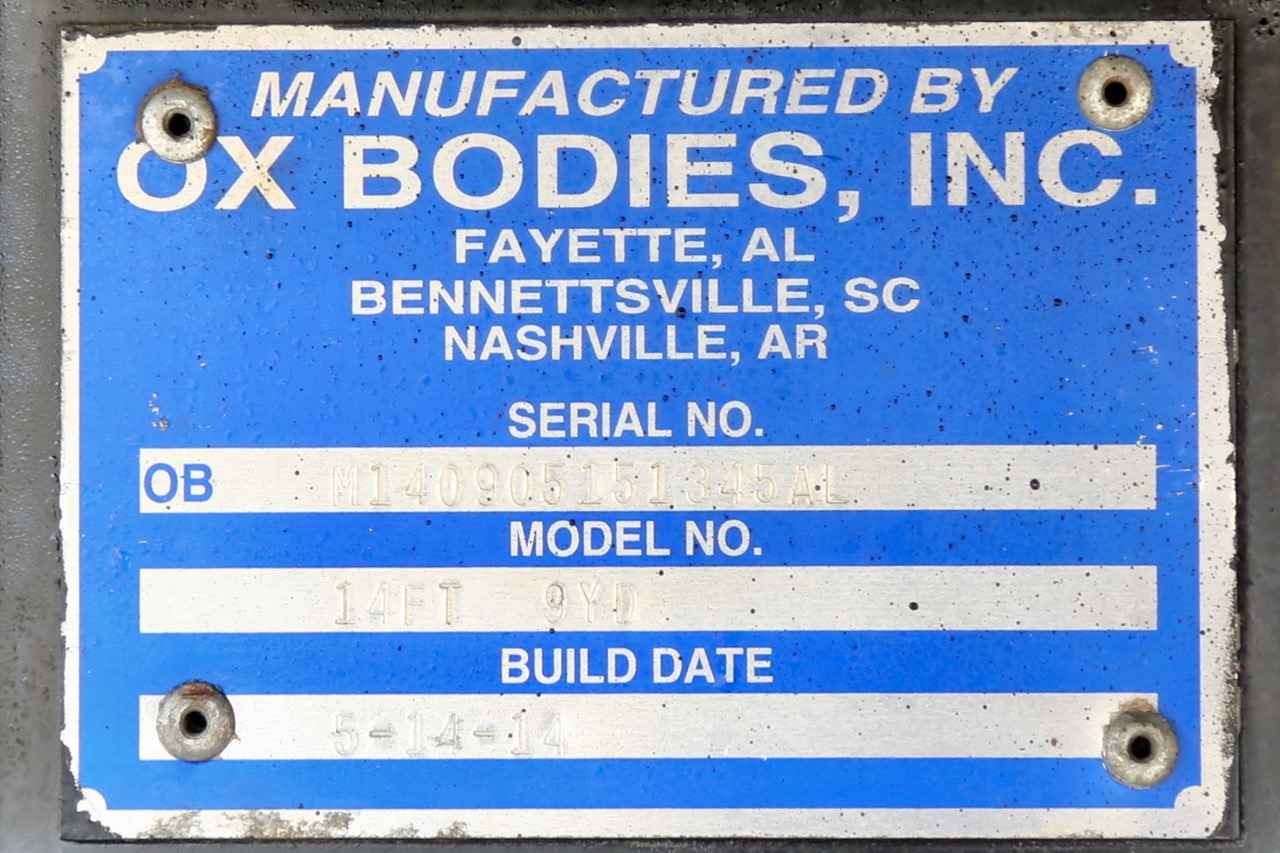 MANUFACTURED BY
OX BODIES, INC.
FAYETTE, AL
BENNETTSVILLE, SC
NASHVILLE, AR
SERIAL NO.
OB M140905151345AL
MODEL NO.
14FT 9YD
BUILD DATE
5-14-14